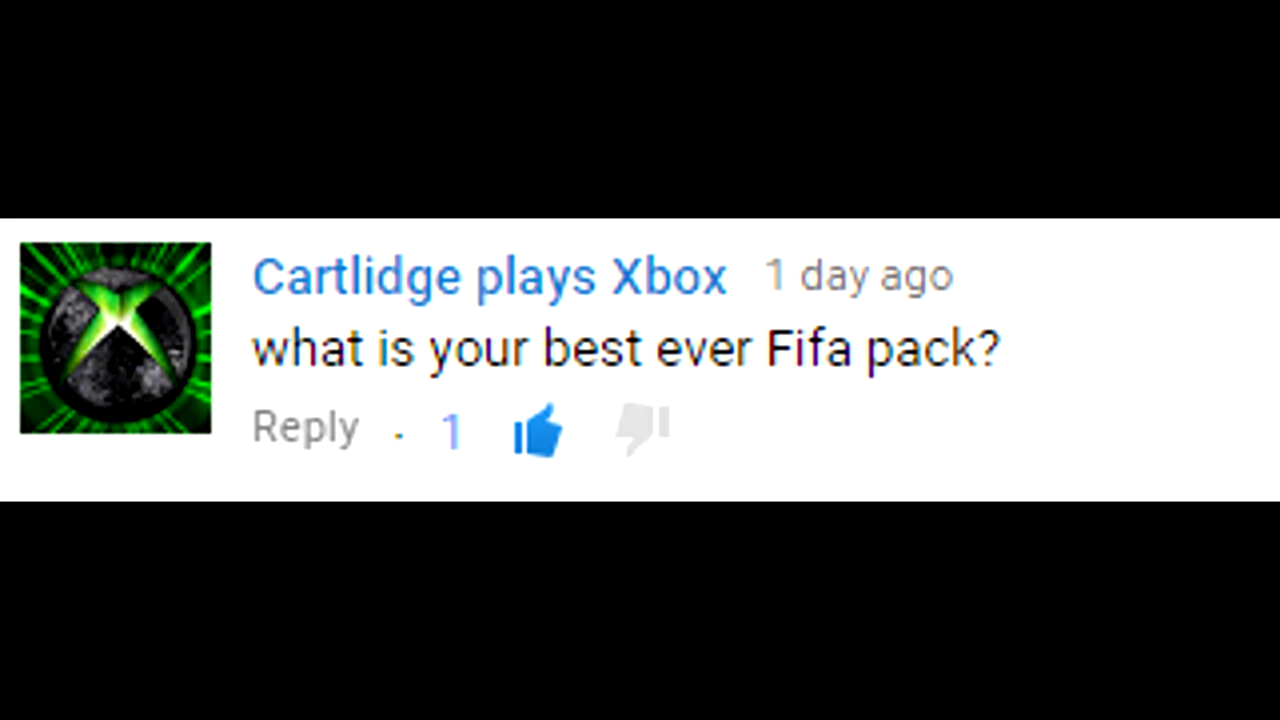 Cartlidge plays Xbox 1 day ago
what is your best ever Fifa pack?
Reply · 1